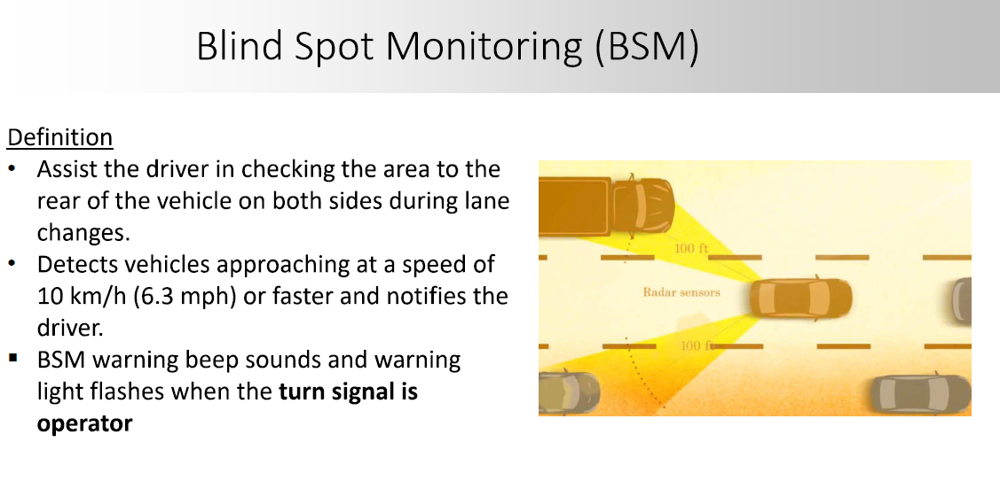 Blind Spot Monitoring (BSM)
Definition
• Assist the driver in checking the area to the
rear of the vehicle on both sides during lane
changes.
• Detects vehicles approaching at a speed of
10 km/h (6.3 mph) or faster and notifies the
driver.
▪ BSM warning beep sounds and warning
light flashes when the turn signal is
operator
100 ft
Radar sensors
100 ft